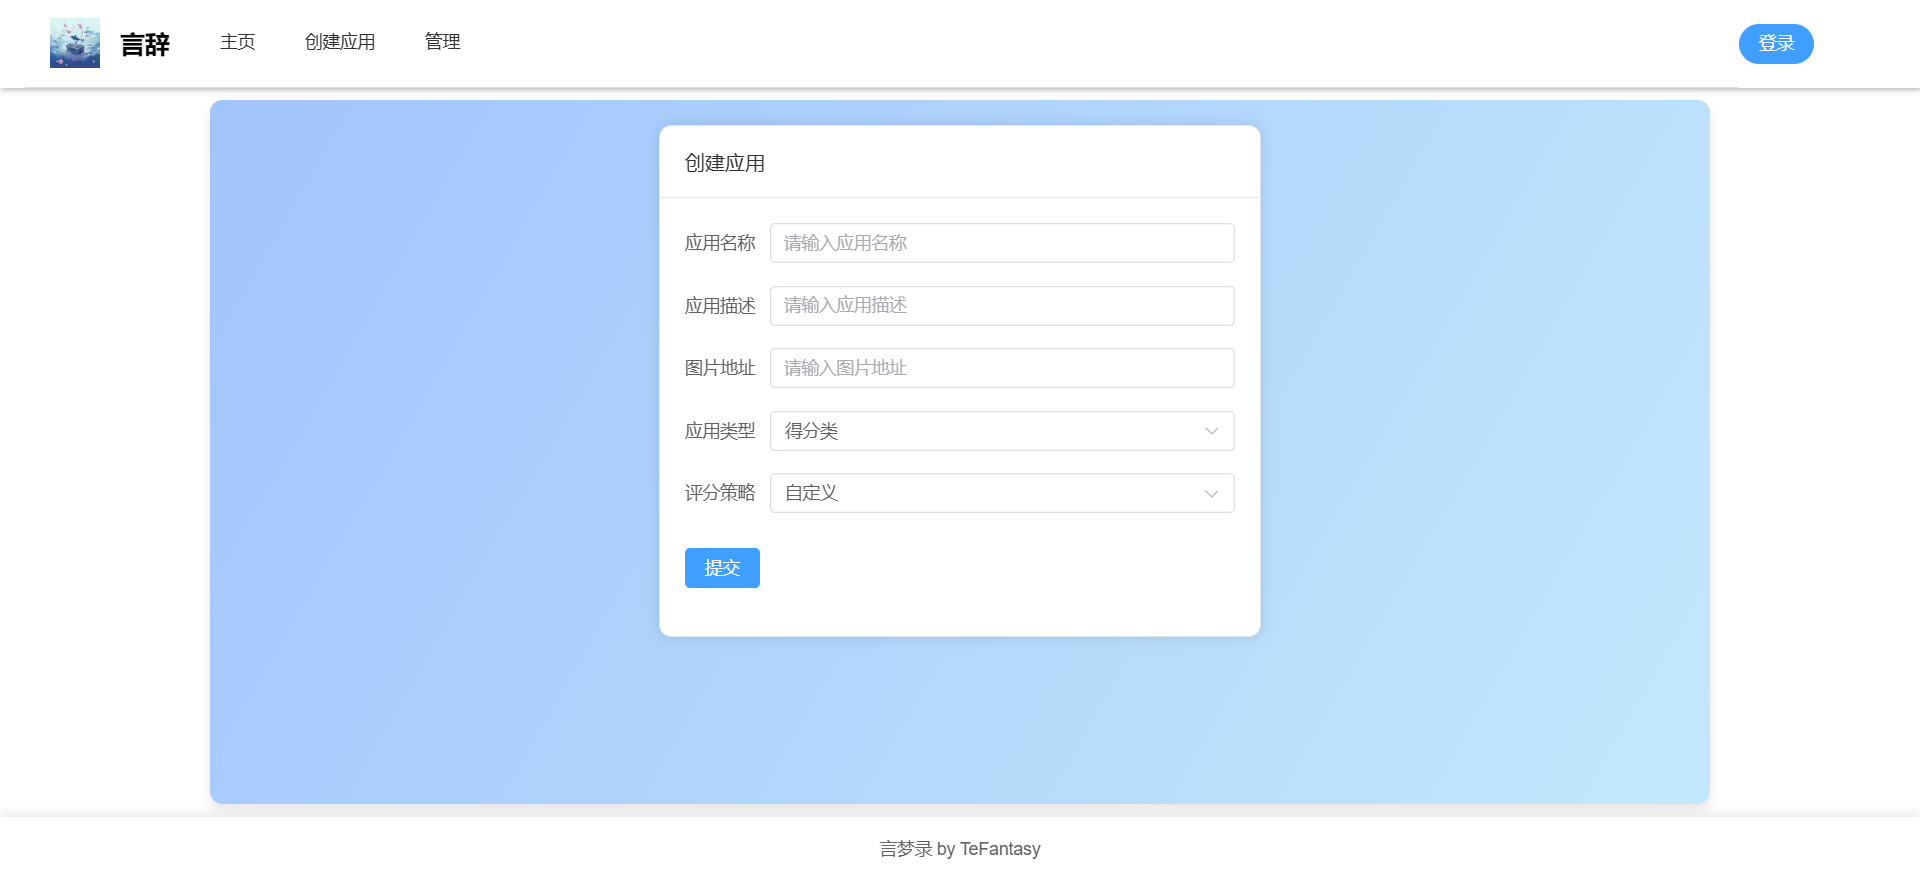 言辞 主页 创建应用 管理 登录
创建应用
应用名称 请输入应用名称
应用描述 请输入应用描述
图片地址 请输入图片地址
应用类型 得分类
评分策略 自定义
提交
言梦录 by TeFantasy